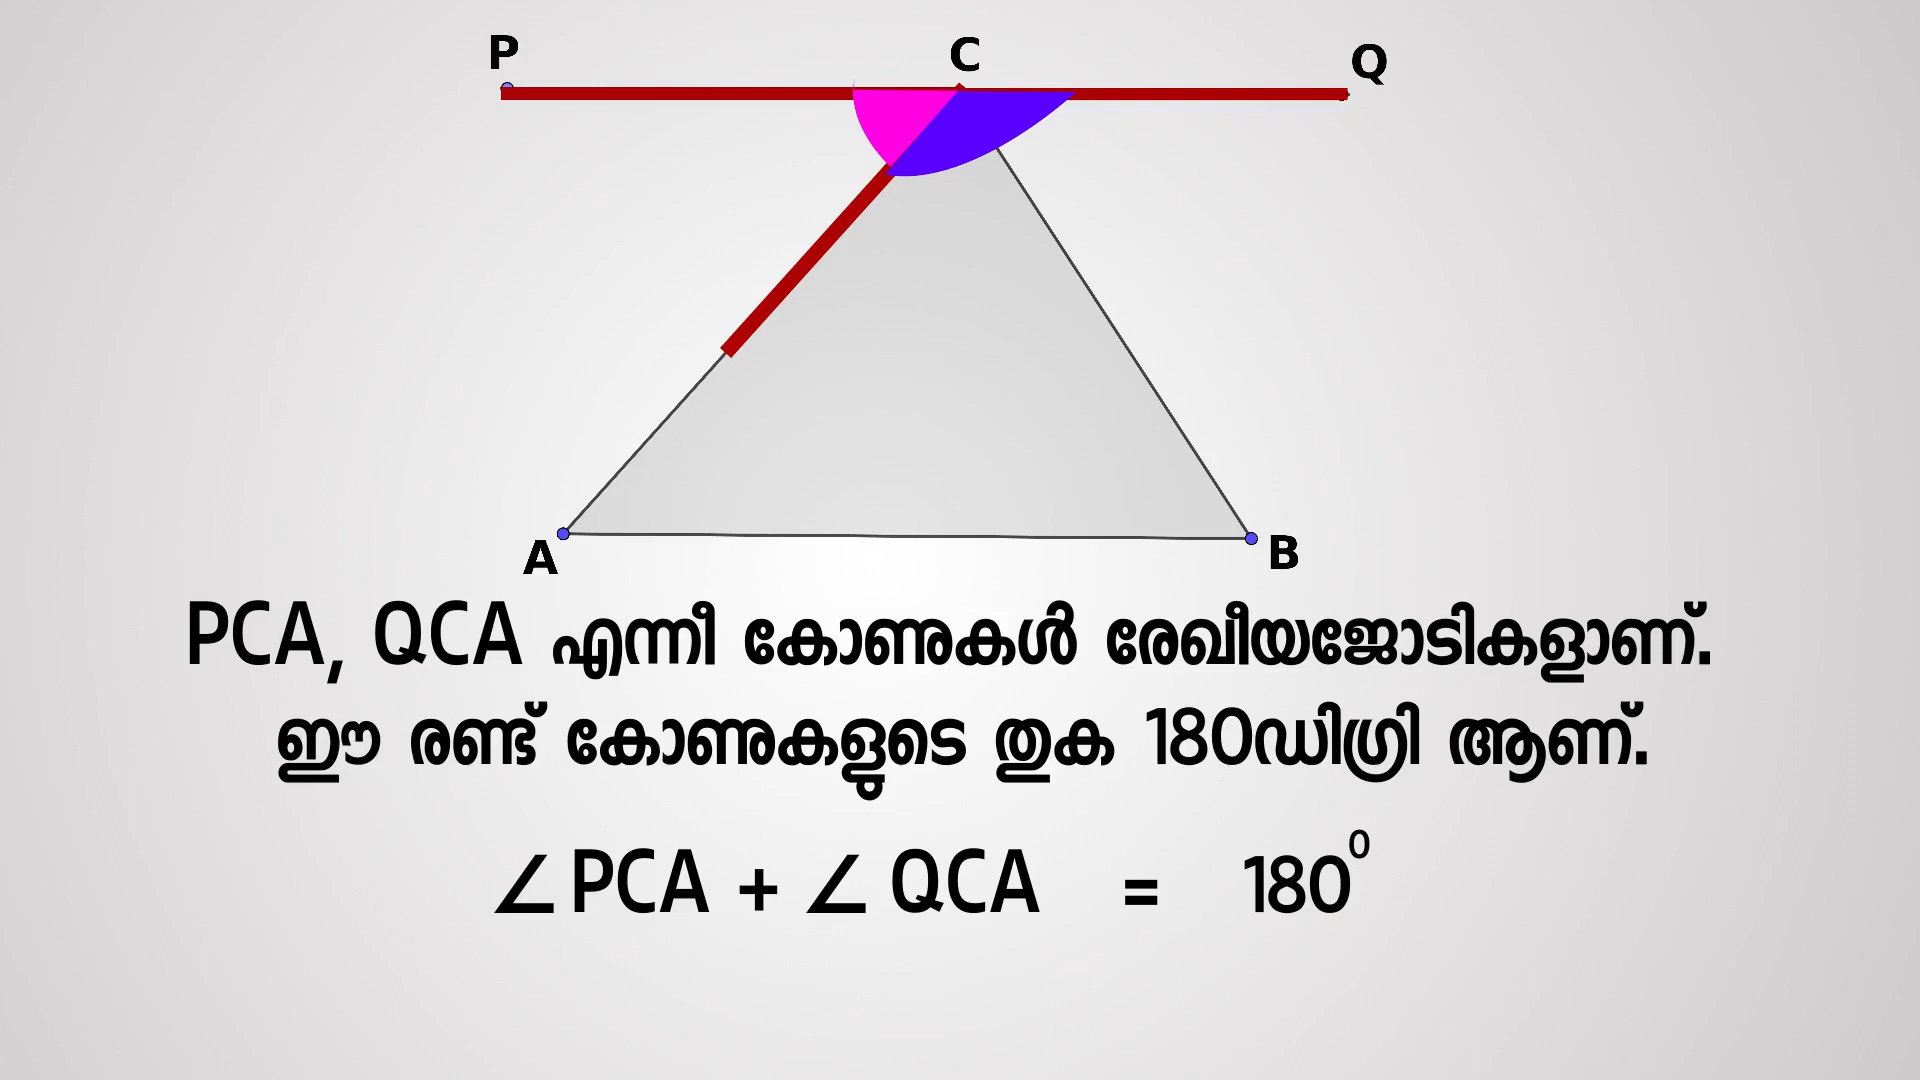 P C Q
A B
PCA, QCA എന്നീ കോണുകൾ രേഖീയജോടികളാണ്.
ഈ രണ്ട് കോണുകളുടെ തുക 180ഡിഗ്രി ആണ്.
∠PCA + ∠ QCA = 180⁰